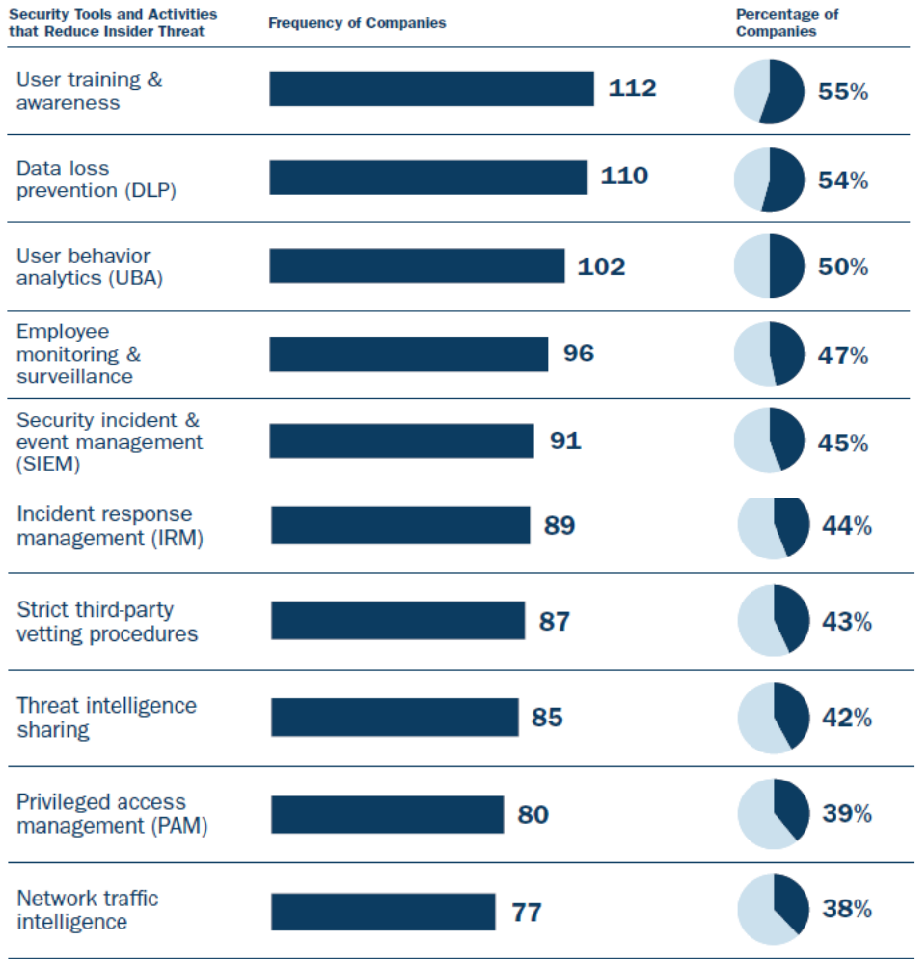 Security Tools and Activities
that Reduce Insider Threat
Frequency of Companies
Percentage of
Companies
User training &
awareness
112
55%
Data loss
prevention (DLP)
110
54%
User behavior
analytics (UBA)
102
50%
Employee
monitoring &
surveillance
96
47%
Security incident &
event management
(SIEM)
91
45%
Incident response
management (IRM)
89
44%
Strict third-party
vetting procedures
87
43%
Threat intelligence
sharing
85
42%
Privileged access
management (PAM)
80
39%
Network traffic
intelligence
77
38%